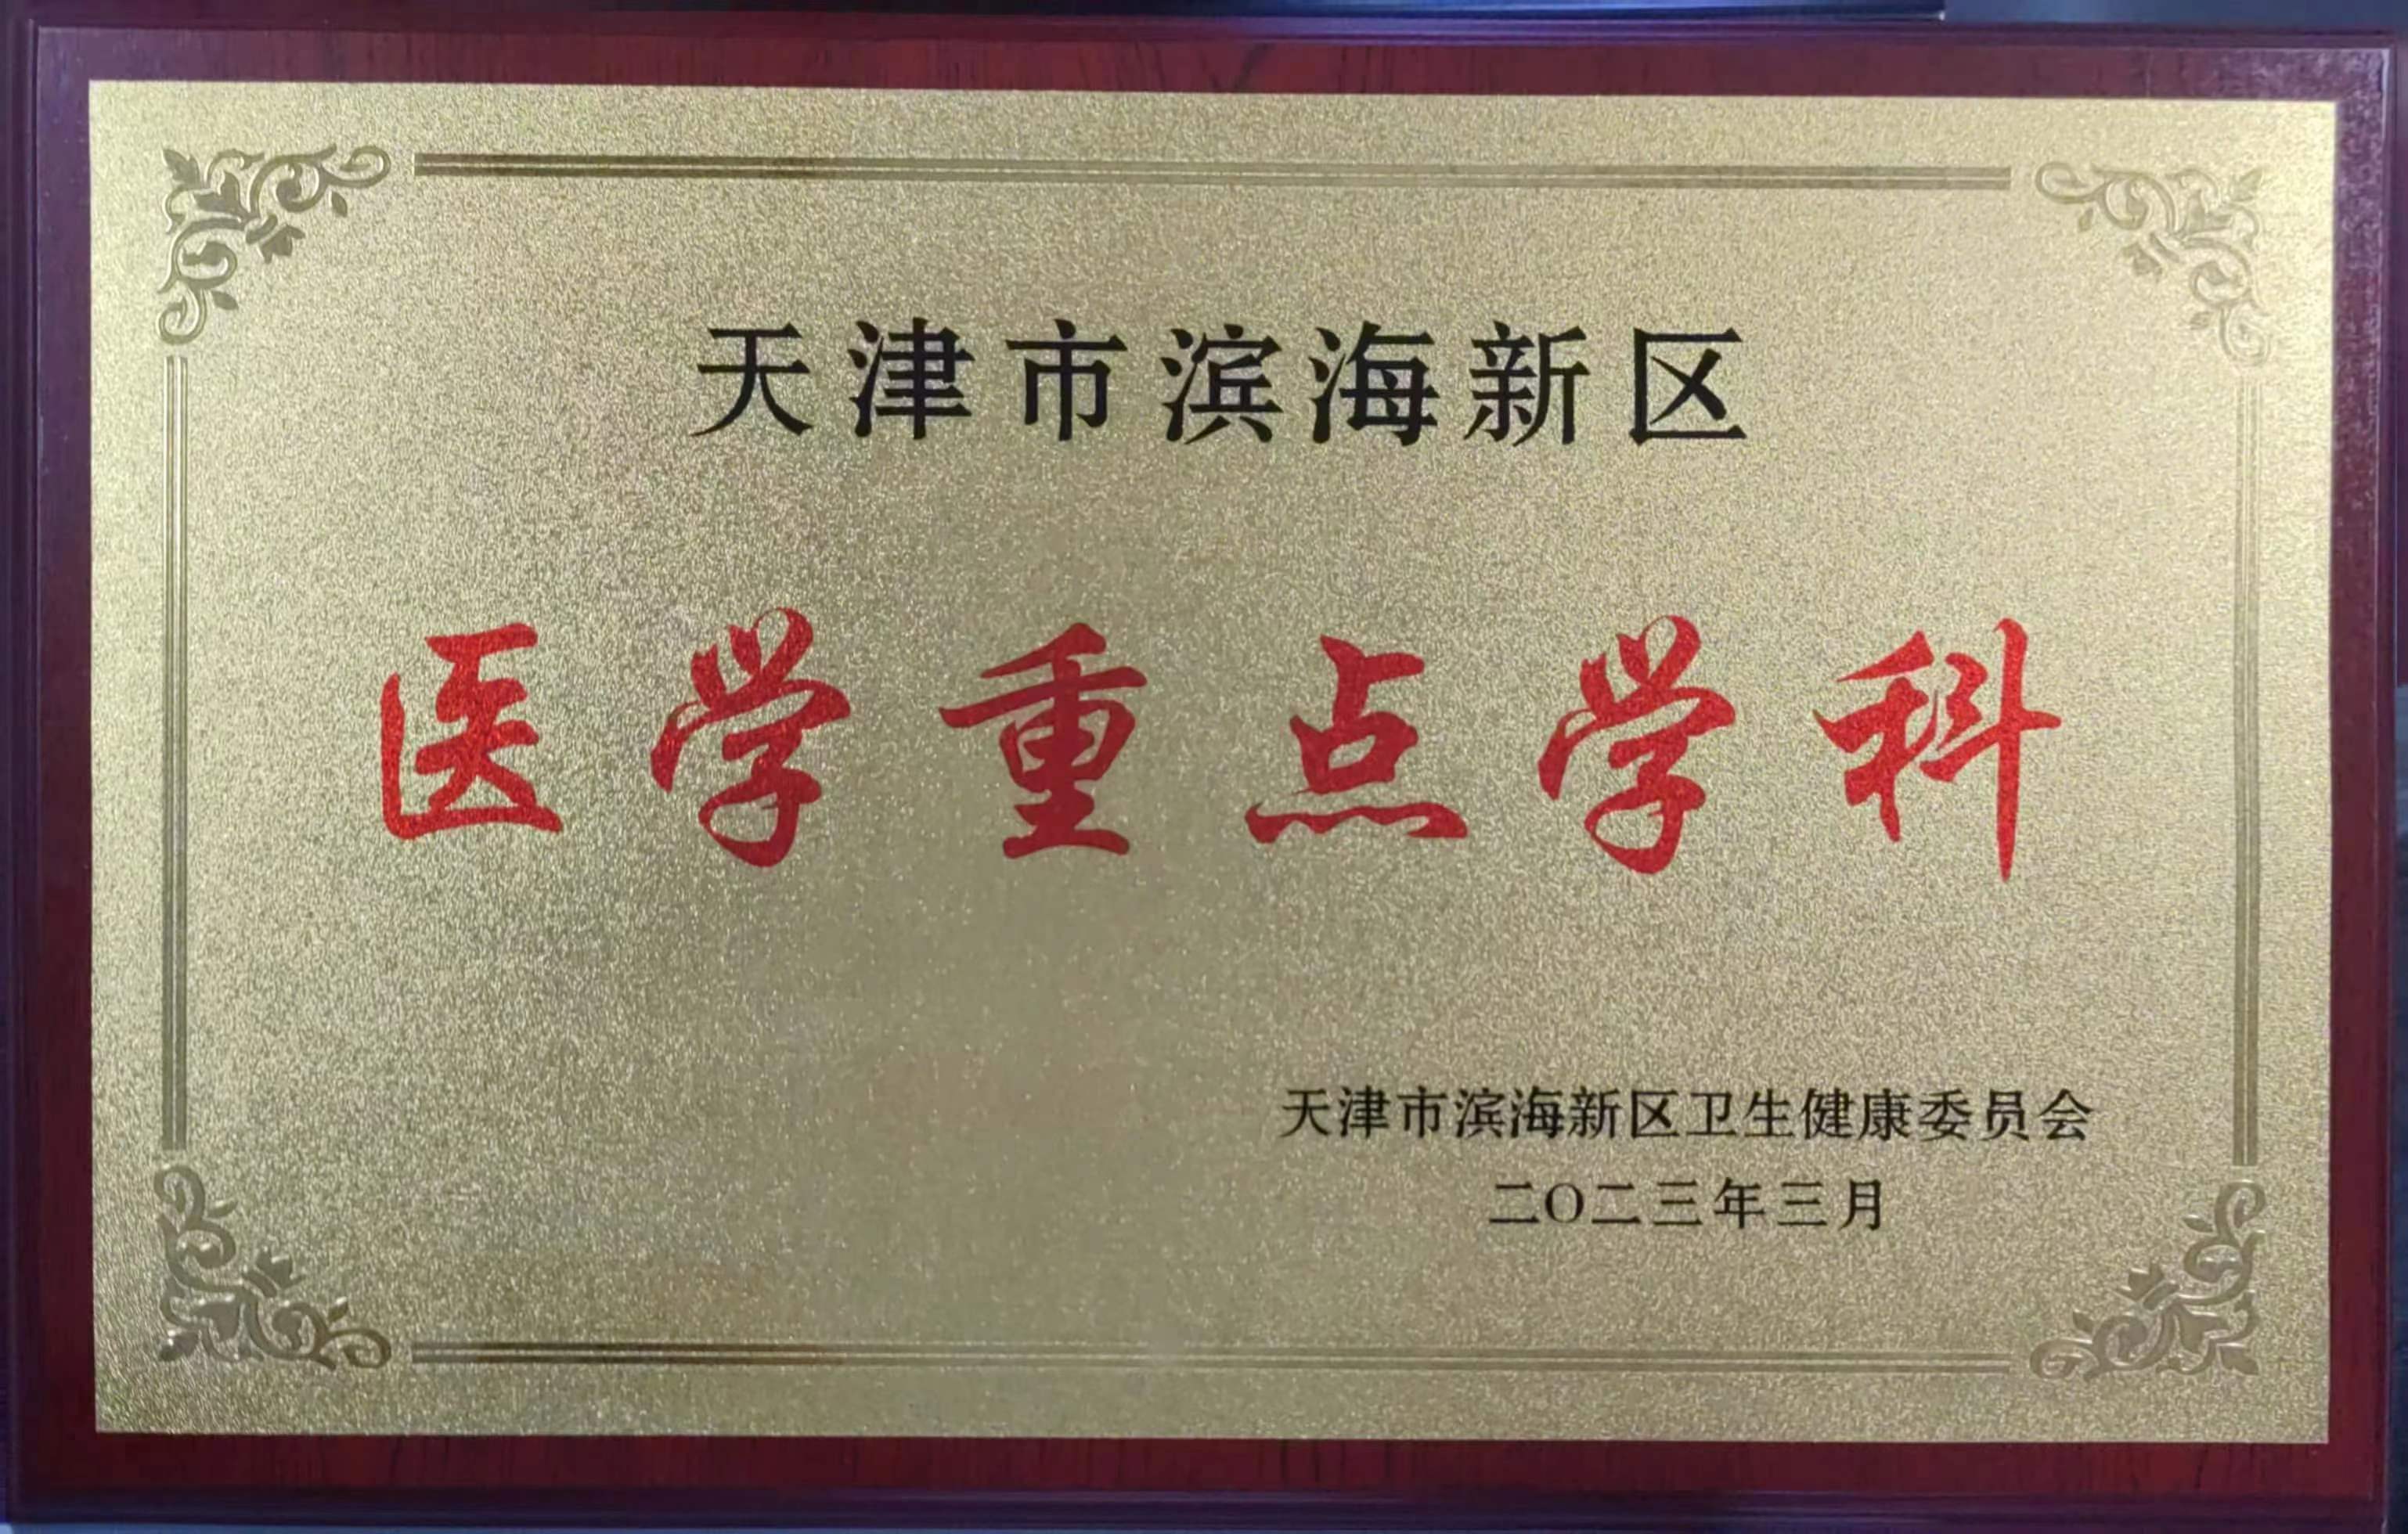 天津市滨海新区
医学重点学科
天津市滨海新区卫生健康委员会
二〇二三年三月